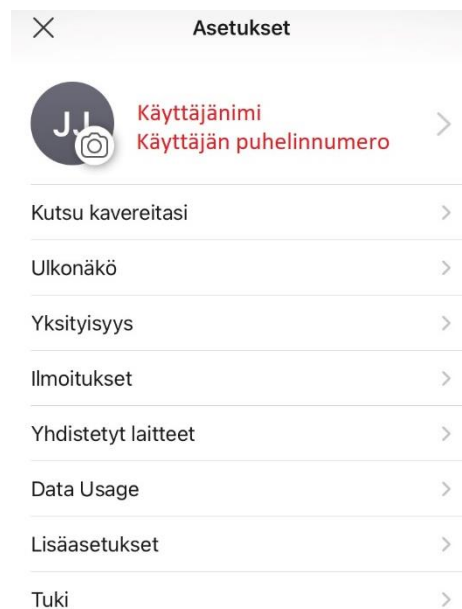 Asetukset
JJ
Käyttäjänimi
Käyttäjän puhelinnumero
Kutsu kavereitasi
Ulkonäkö
Yksityisyys
Ilmoitukset
Yhdistetyt laitteet
Data Usage
Lisäasetukset
Tuki